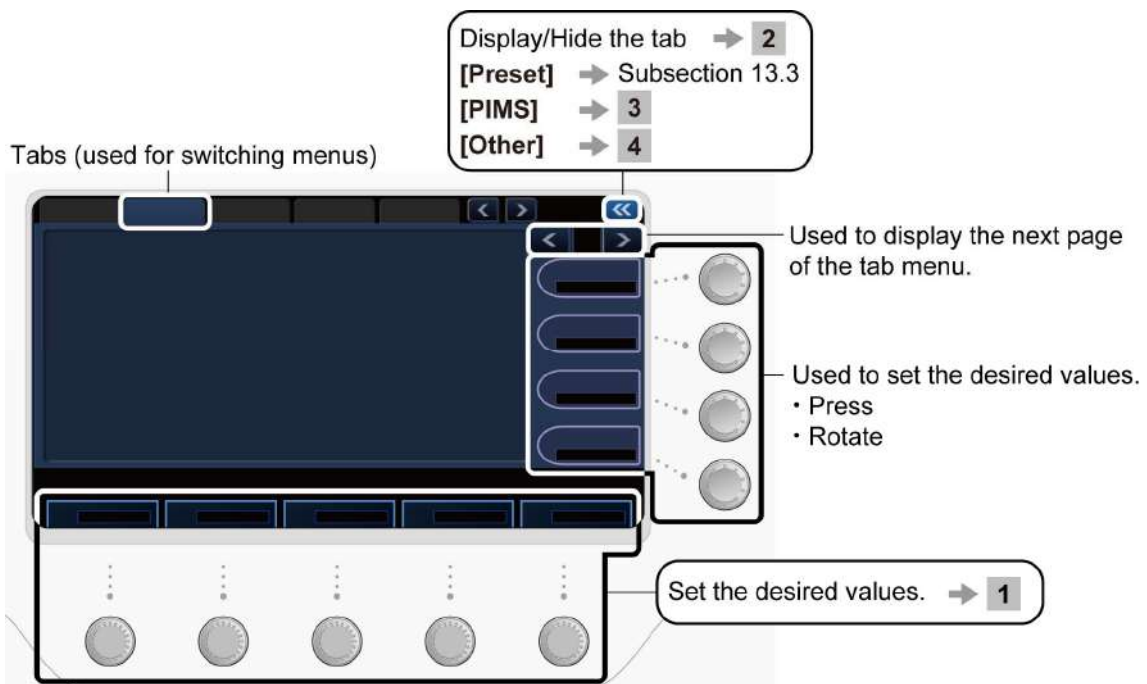 Display/Hide the tab ➔ 2
[Preset] ➔ Subsection 13.3
[PIMS] ➔ 3
[Other] ➔ 4
Tabs (used for switching menus)
Used to display the next page
of the tab menu.
Used to set the desired values.
・Press
・Rotate
Set the desired values. ➔ 1